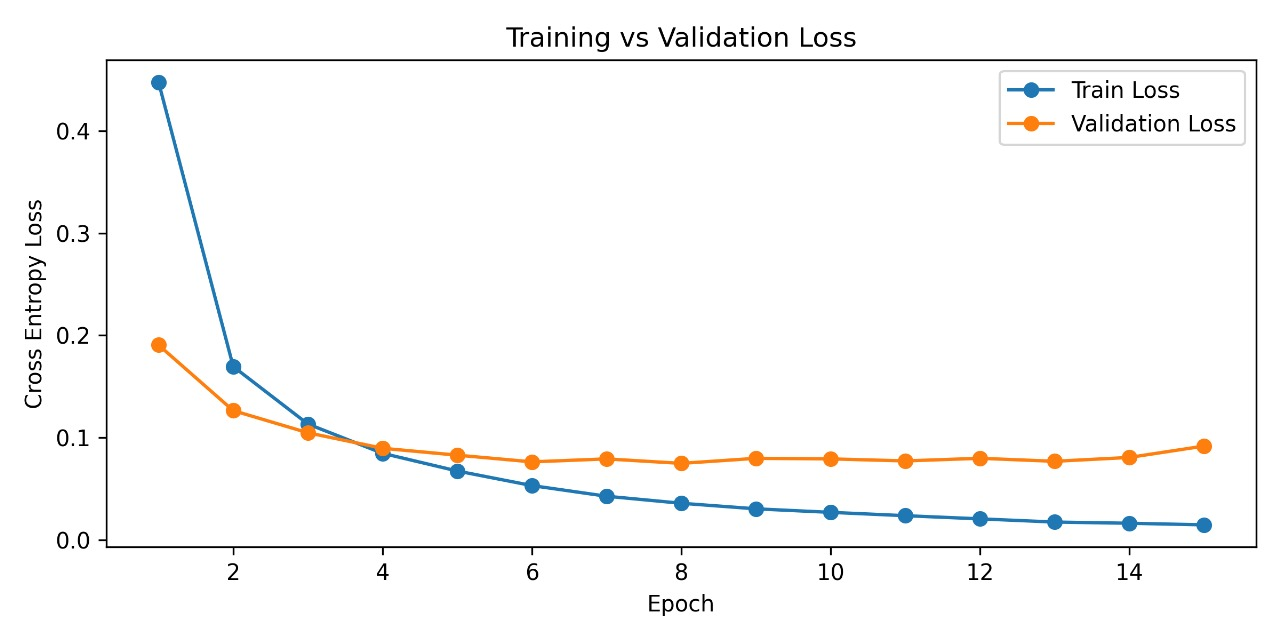 Training vs Validation Loss
Train Loss
Validation Loss
Cross Entropy Loss
0.4
0.3
0.2
0.1
0.0
2 4 6 8 10 12 14
Epoch